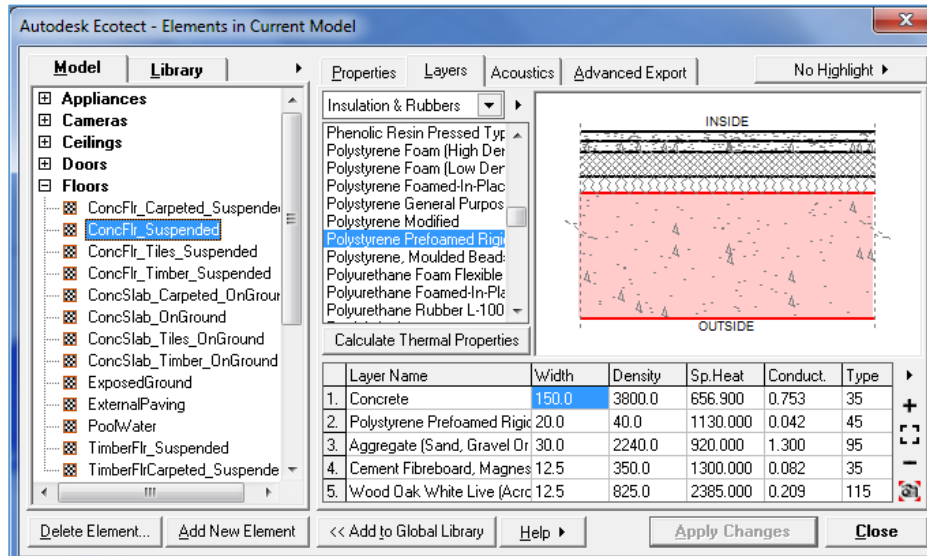 Autodesk Ecotect - Elements in Current Model
Model Library
Appliances
Cameras
Ceilings
Doors
Floors
ConcFlr_Carpeted_Suspende
ConcFlr_Suspended
ConcFlr_Tiles_Suspended
ConcFlr_Timber_Suspended
ConcSlab_Carpeted_OnGroun
ConcSlab_OnGround
ConcSlab_Tiles_OnGround
ConcSlab_Timber_OnGround
ExposedGround
ExternalPaving
PoolWater
TimberFlr_Suspended
TimberFlrCarpeted_Suspende
Delete Element... Add New Element
Properties Layers Acoustics Advanced Export No Highlight
Insulation & Rubbers
Phenolic Resin Pressed Typ
Polystyrene Foam (High Der
Polystyrene Foam (Low Den
Polystyrene Foamed-In-Plac
Polystyrene General Purpos
Polystyrene Modified
Polystyrene Prefoamed Rigi
Polystyrene, Moulded Bead
Polyurethane Foam Flexible
Polyurethane Foamed-In-Pla
Polyurethane Rubber L-100
Calculate Thermal Properties
INSIDE
OUTSIDE
Layer Name Width Density Sp.Heat Conduct. Type
1. Concrete 150.0 3800.0 656.900 0.753 35
2. Polystyrene Prefoamed Rigid 20.0 40.0 1130.000 0.042 45
3. Aggregate (Sand, Gravel Or 30.0 2240.0 920.000 1.300 95
4. Cement Fibreboard, Magnes 12.5 350.0 1300.000 0.082 35
5. Wood Oak White Live (Acro 12.5 825.0 2385.000 0.209 115
<< Add to Global Library Help Apply Changes Close